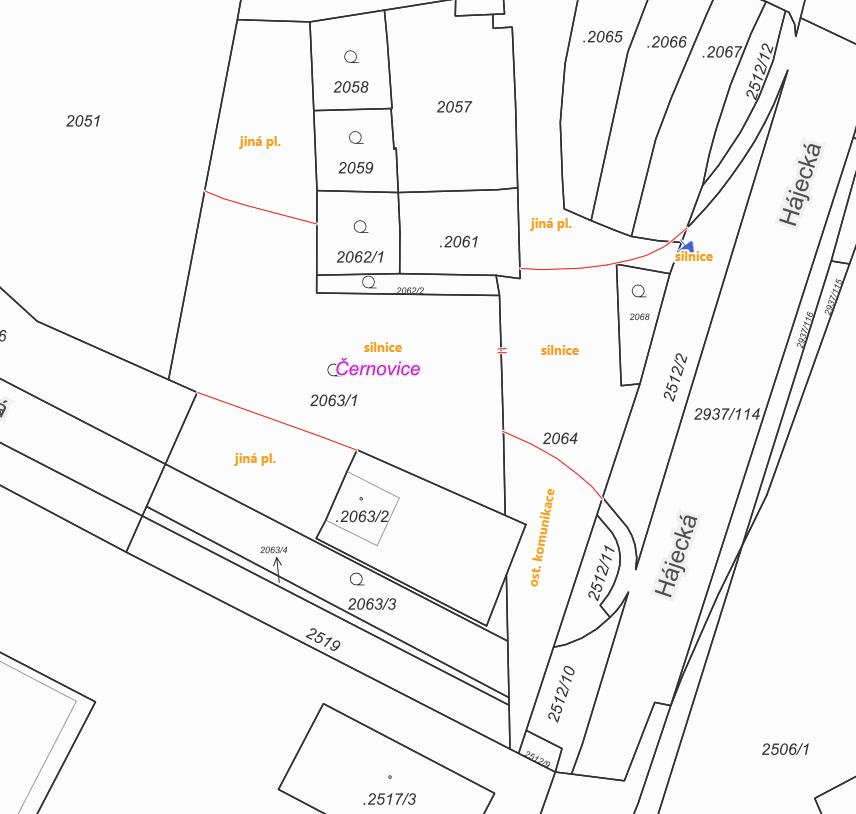 .2065
.2066
.2067
2512/12
2058
2057
2051
jiná pl.
2059
Hájecká
jiná pl.
2062/1
.2061
silnice
2062/2
2068
2937/115
2937/116
6
silnice
silnice
Černovice
2063/1
2512/2
á
2937/114
2064
jiná pl.
.2063/2
ost. komunikace
Hájecká
2063/4
2512/11
2063/3
2519
2512/10
2512/9
2506/1
.2517/3